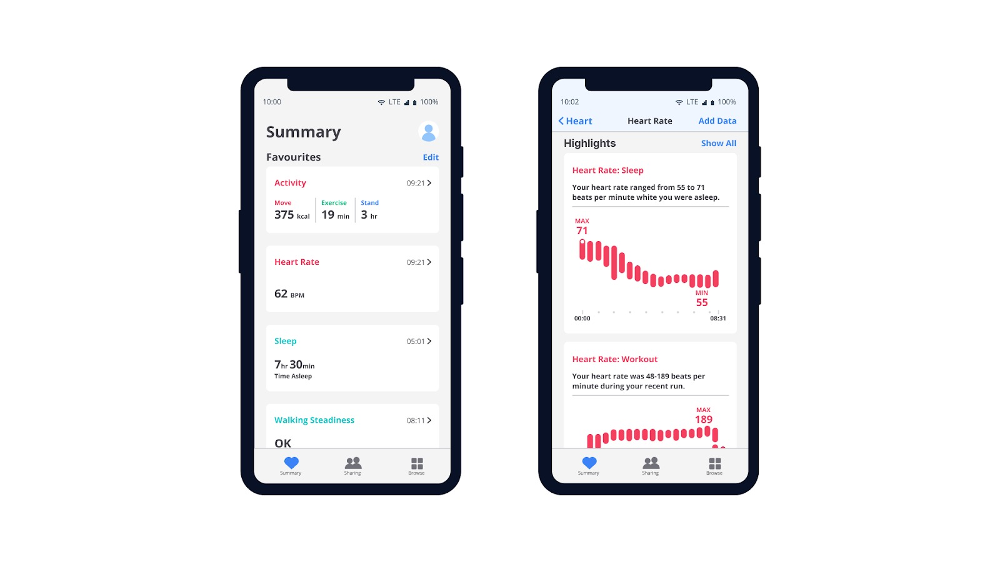 10:00
LTE 100%
Summary
Favourites
Edit
Activity
09:21
Move Exercise Stand
375 kcal 19 min 3 hr
Heart Rate
09:21
62 BPM
Sleep
05:01
7hr 30min
Time Asleep
Walking Steadiness
08:11
OK
Summary Sharing Browse
10:02
LTE 100%
Heart
Heart Rate
Add Data
Highlights
Show All
Heart Rate: Sleep
Your heart rate ranged from 55 to 71
beats per minute white you were asleep.
MAX
71
MIN
55
00:00 08:31
Heart Rate: Workout
Your heart rate was 48-189 beats per
minute during your recent run.
MAX
189
Summary Sharing Browse